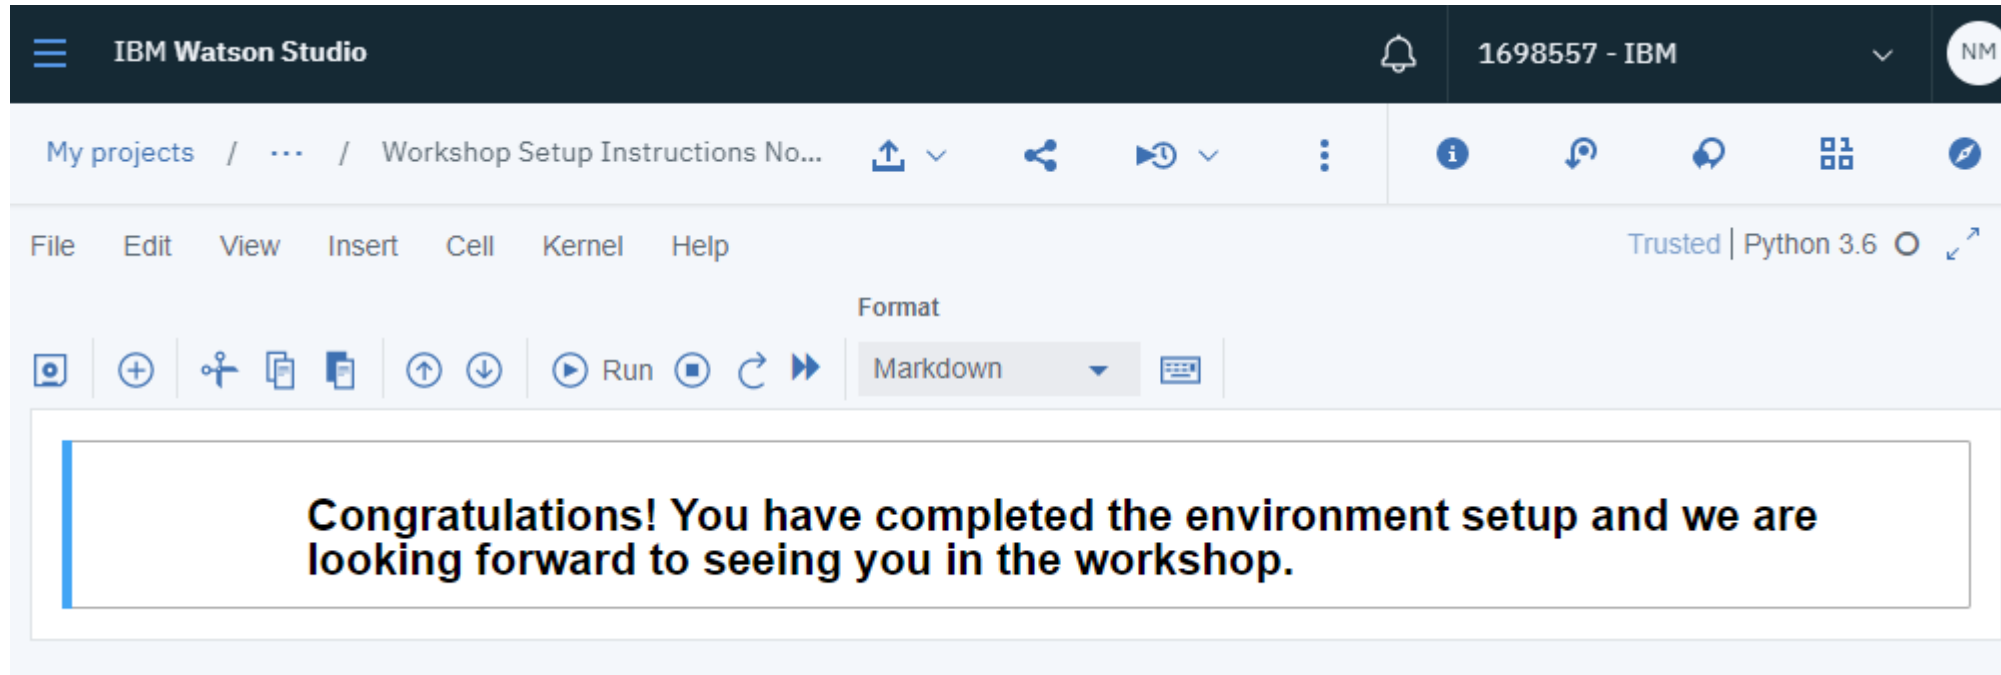 IBM Watson Studio 1698557 - IBM NM
My projects / ... / Workshop Setup Instructions No...
File Edit View Insert Cell Kernel Help Trusted | Python 3.6
Format
Run Markdown
Congratulations! You have completed the environment setup and we are
looking forward to seeing you in the workshop.